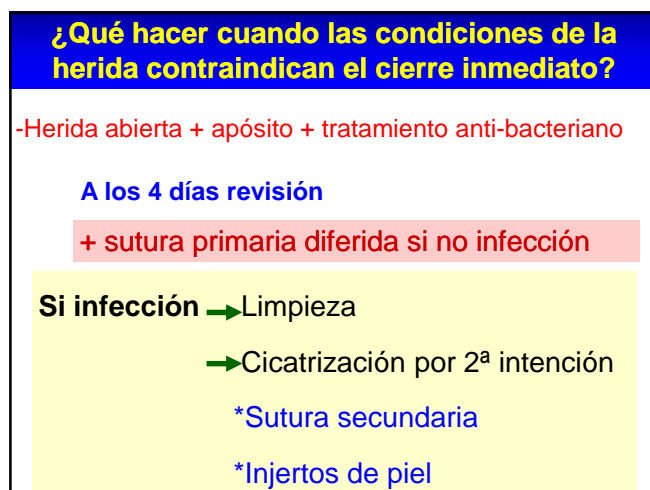 ¿Qué hacer cuando las condiciones de la
herida contraindican el cierre inmediato?
-Herida abierta + apósito + tratamiento anti-bacteriano
A los 4 días revisión
+ sutura primaria diferida si no infección
Si infección Limpieza
Cicatrización por 2ª intención
*Sutura secundaria
*Injertos de piel